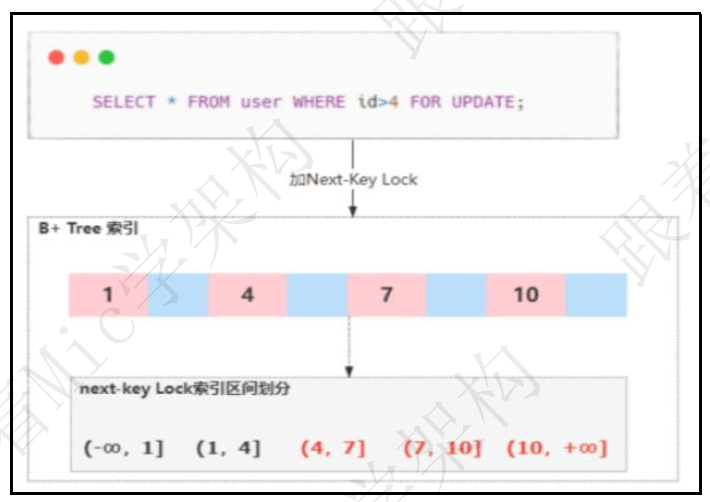 SELECT * FROM user WHERE id>4 FOR UPDATE;
加Next-Key Lock
B+ Tree 索引
1 4 7 10
next-key Lock索引区间划分
(-∞, 1] (1, 4] (4, 7] (7, 10] (10, +∞]
跟着Mic学架构